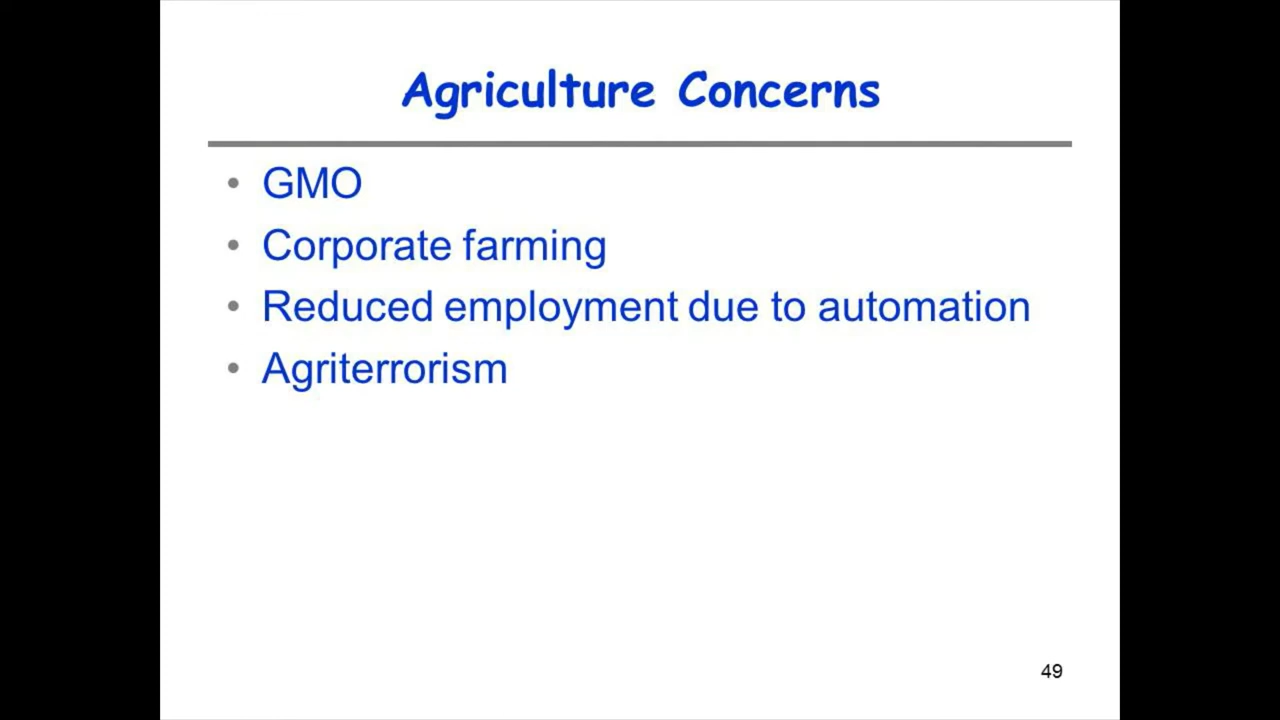 Agriculture Concerns
• GMO
• Corporate farming
• Reduced employment due to automation
• Agriterrorism
49